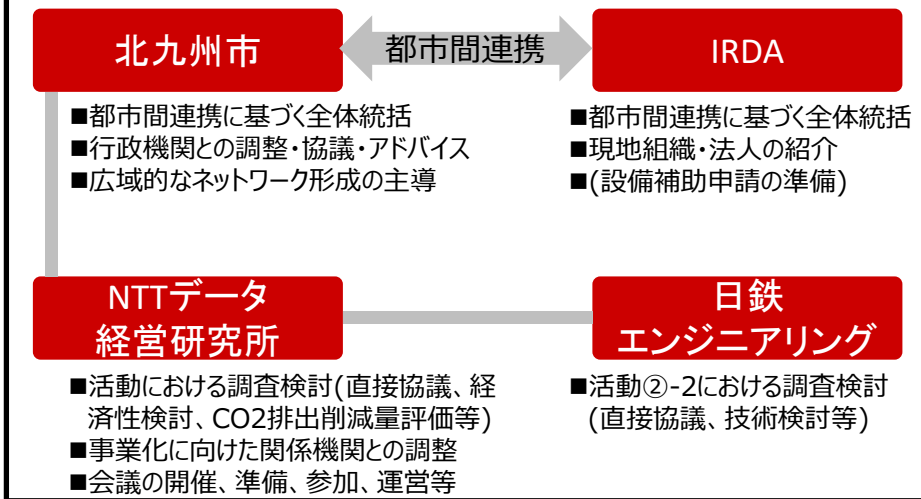 北九州市
都市間連携
IRDA
■都市間連携に基づく全体統括
■行政機関との調整・協議・アドバイス
■広域的なネットワーク形成の主導
■都市間連携に基づく全体統括
■現地組織・法人の紹介
■(設備補助申請の準備)
NTTデータ
経営研究所
日鉄
エンジニアリング
■活動における調査検討(直接協議、経
済性検討、CO2排出削減量評価等)
■事業化に向けた関係機関との調整
■会議の開催、準備、参加、運営等
■活動②-2における調査検討
(直接協議、技術検討等)